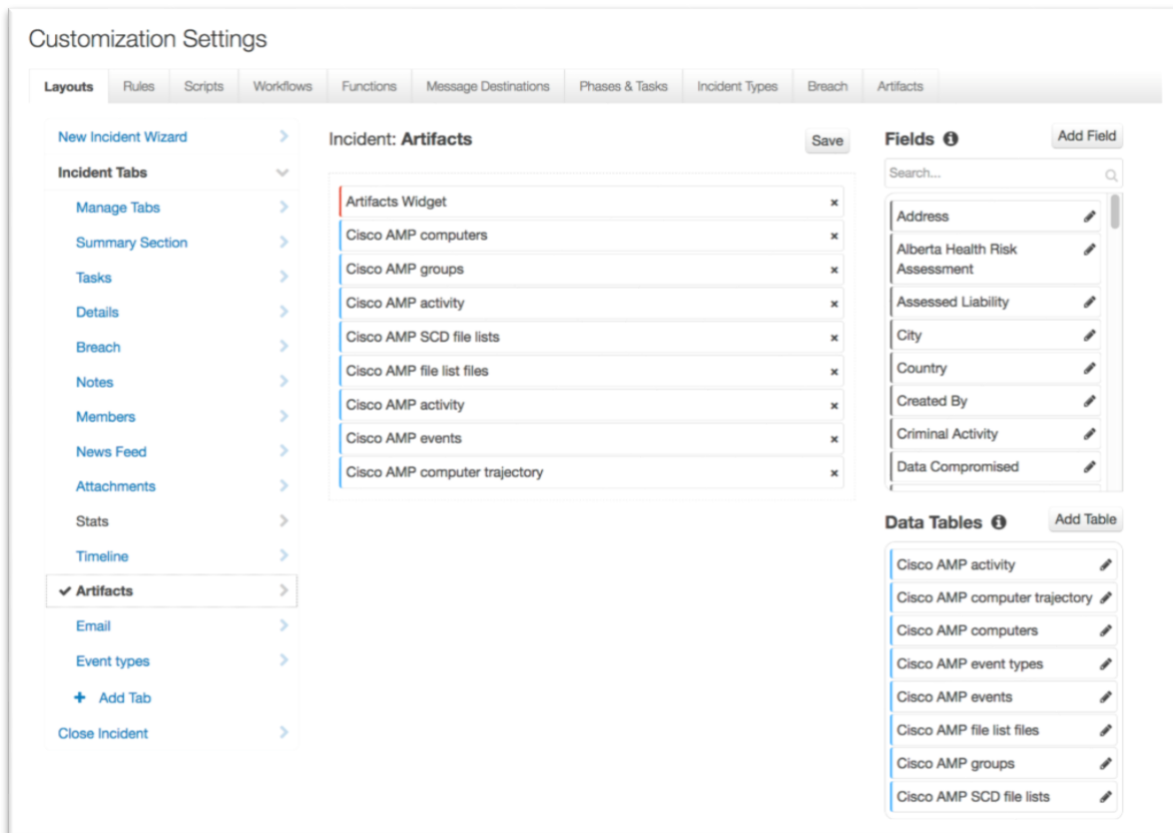 Customization Settings
Layouts Rules Scripts Workflows Functions Message Destinations Phases & Tasks Incident Types Breach Artifacts
New Incident Wizard
Incident Tabs
Manage Tabs
Summary Section
Tasks
Details
Breach
Notes
Members
News Feed
Attachments
Stats
Timeline
Artifacts
Email
Event types
Add Tab
Close Incident
Incident: Artifacts
Save
Artifacts Widget
Cisco AMP computers
Cisco AMP groups
Cisco AMP activity
Cisco AMP SCD file lists
Cisco AMP file list files
Cisco AMP activity
Cisco AMP events
Cisco AMP computer trajectory
Fields
Add Field
Search...
Address
Alberta Health Risk
Assessment
Assessed Liability
City
Country
Created By
Criminal Activity
Data Compromised
Data Tables
Add Table
Cisco AMP activity
Cisco AMP computer trajectory
Cisco AMP computers
Cisco AMP event types
Cisco AMP events
Cisco AMP file list files
Cisco AMP groups
Cisco AMP SCD file lists